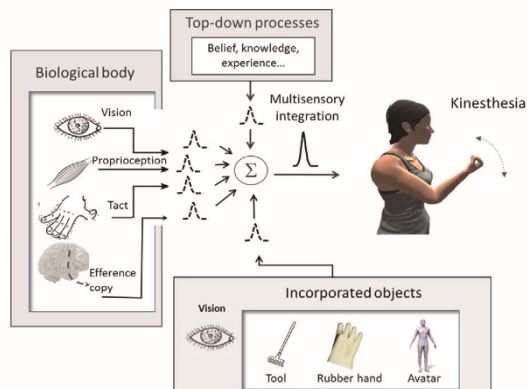 Top-down processes
Belief, knowledge,
experience...
Biological body
Vision
Proprioception
Tact
Efference
copy
Σ
Multisensory
integration
Kinesthesia
Incorporated objects
Vision
Tool
Rubber hand
Avatar